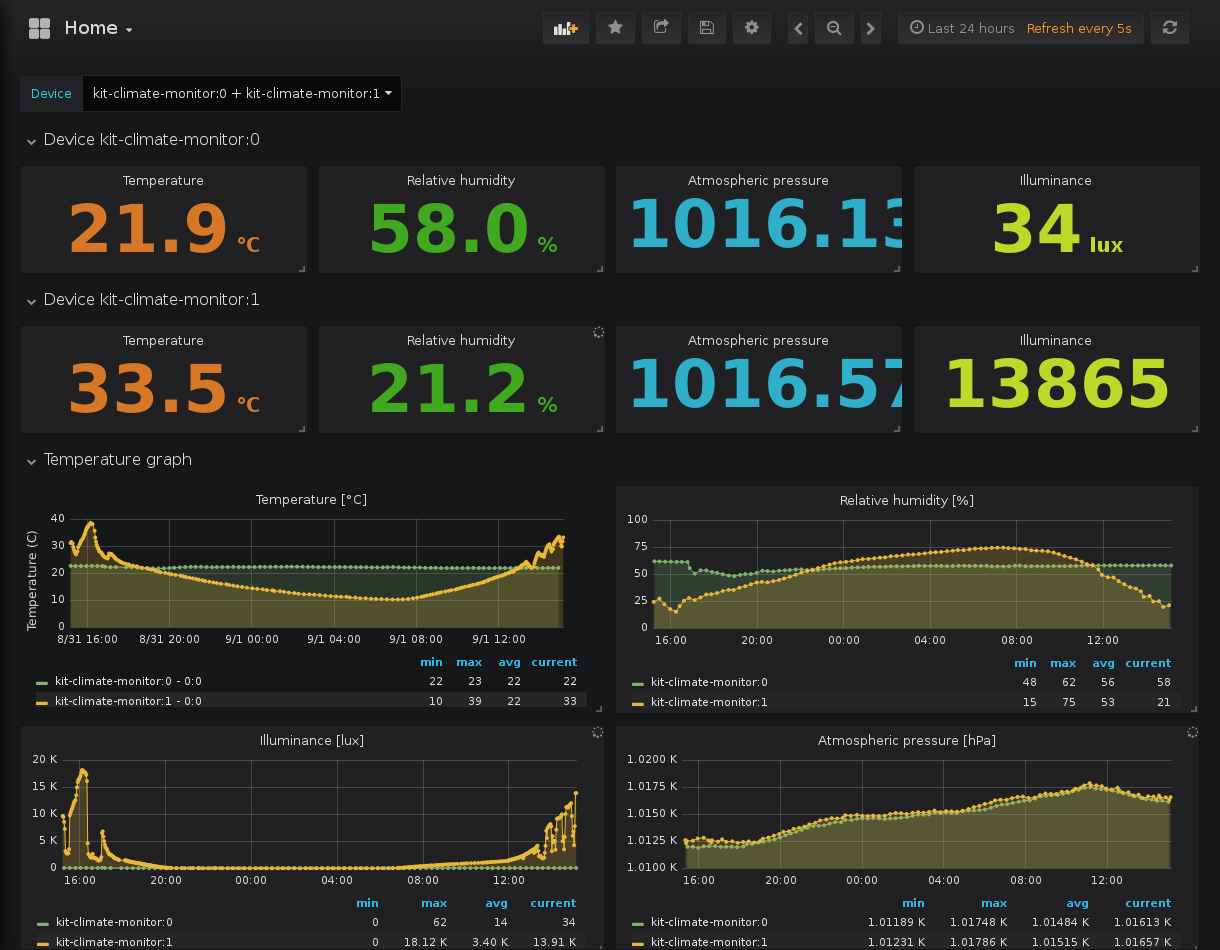 Home
Last 24 hours Refresh every 5s
Device kit-climate-monitor:0 + kit-climate-monitor:1
Device kit-climate-monitor:0
Temperature Relative humidity Atmospheric pressure Illuminance
21.9 °C 58.0 % 1016.13 34 lux
Device kit-climate-monitor:1
Temperature Relative humidity Atmospheric pressure Illuminance
33.5 °C 21.2 % 1016.57 13865
Temperature graph
Temperature [°C]
Temperature (C)
40
30
20
10
0
8/31 16:00 8/31 20:00 9/1 00:00 9/1 04:00 9/1 08:00 9/1 12:00
min max avg current
kit-climate-monitor:0 - 0:0 22 23 22 22
kit-climate-monitor:1 - 0:0 10 39 22 33
Relative humidity [%]
100
75
50
25
0
16:00 20:00 00:00 04:00 08:00 12:00
min max avg current
kit-climate-monitor:0 48 62 56 58
kit-climate-monitor:1 15 75 53 21
Illuminance [lux]
20 K
15 K
10 K
5 K
0
16:00 20:00 00:00 04:00 08:00 12:00
min max avg current
kit-climate-monitor:0 0 62 14 34
kit-climate-monitor:1 0 18.12 K 3.40 K 13.91 K
Atmospheric pressure [hPa]
1.0200 K
1.0175 K
1.0150 K
1.0125 K
1.0100 K
16:00 20:00 00:00 04:00 08:00 12:00
min max avg current
kit-climate-monitor:0 1.01189 K 1.01748 K 1.01484 K 1.01613 K
kit-climate-monitor:1 1.01231 K 1.01786 K 1.01515 K 1.01657 K